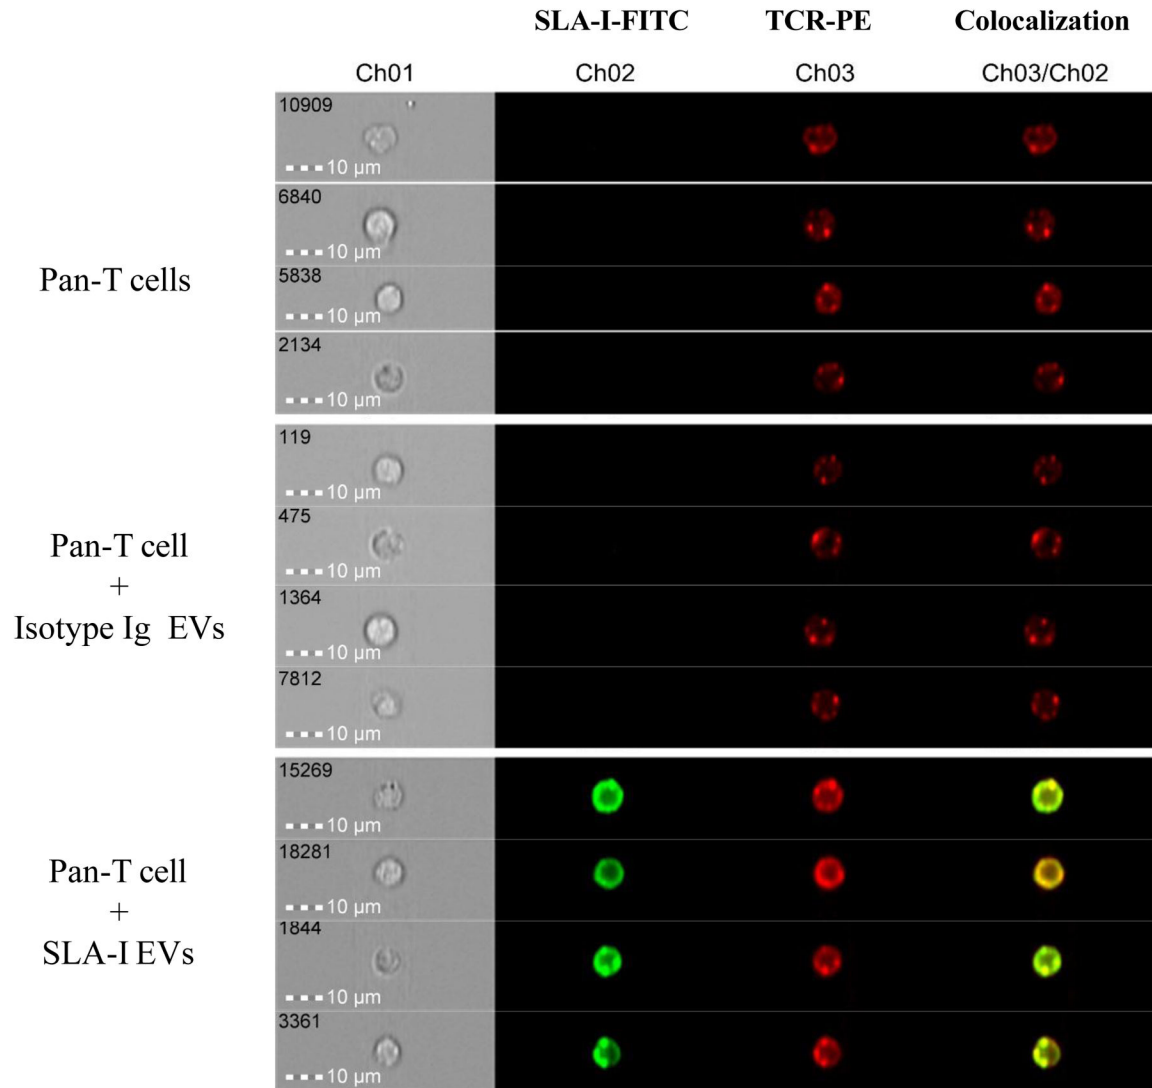 SLA-I-FITC TCR-PE Colocalization
Ch01 Ch02 Ch03 Ch03/Ch02
10909
10 µm
6840
10 µm
Pan-T cells
5838
10 µm
2134
10 µm
119
10 µm
475
10 µm
Pan-T cell
+
Isotype Ig EVs
1364
10 µm
7812
10 µm
15269
10 µm
18281
10 µm
Pan-T cell
+
SLA-I EVs
1844
10 µm
3361
10 µm